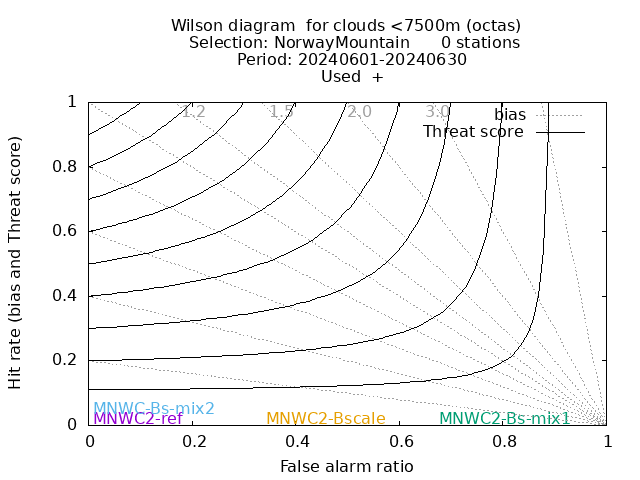 Wilson diagram  for clouds <7500m (octas)
Selection: NorwayMountain      0 stations
Period: 20240601-20240630
Used  +
1 1.2 1.5 2.0 3.0 bias
Threat score
0.8
0.6
0.4
0.2
0
Hit rate (bias and Threat score)
MNWC-Bs-mix2
MNWC2-ref MNWC2-Bscale MNWC2-Bs-mix1
0 0.2 0.4 0.6 0.8 1
False alarm ratio